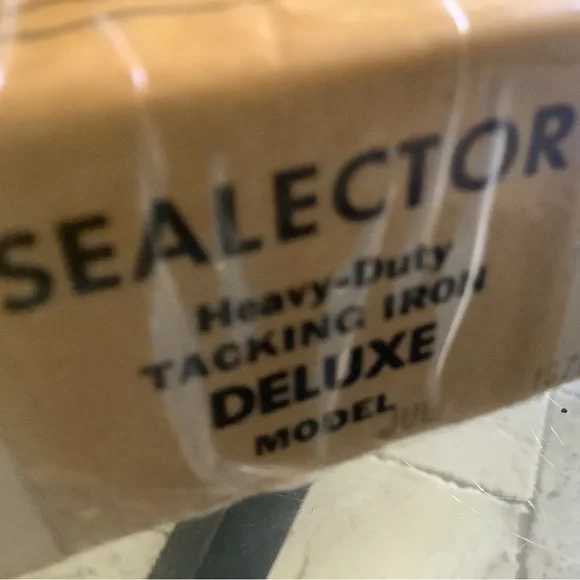 SEALECTOR
Heavy-Duty
TACKING IRON
DELUXE
MODEL